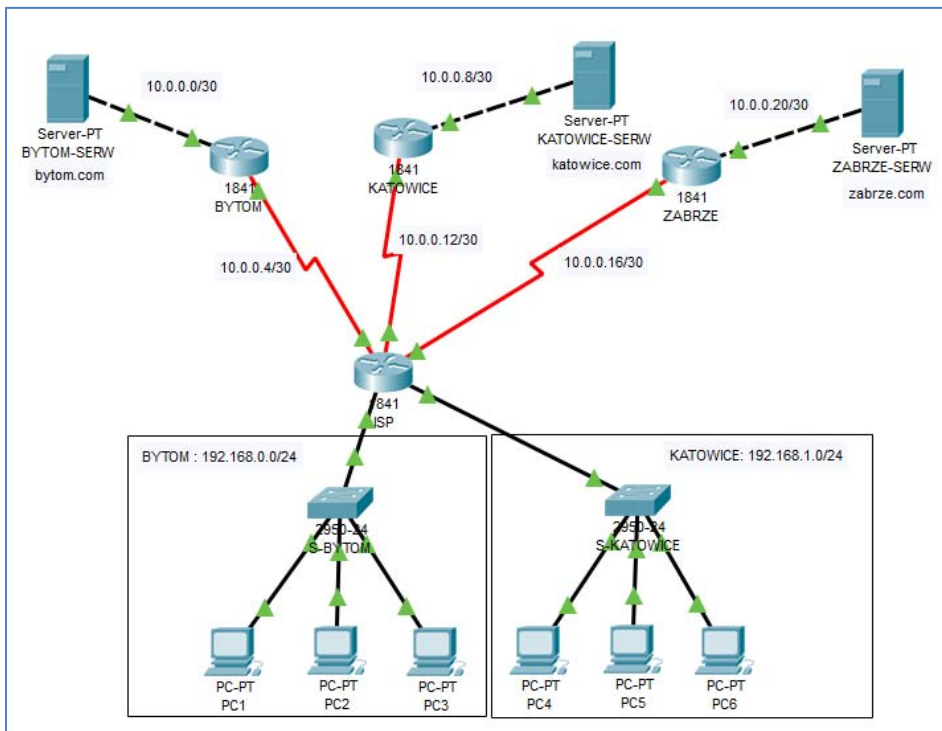 10.0.0.0/30
Server-PT
BYTOM-SERW
bytom.com
1841
BYTOM
10.0.0.8/30
Server-PT
KATOWICE-SERW
katowice.com
1841
KATOWICE
10.0.0.20/30
Server-PT
ZABRZE-SERW
zabrze.com
1841
ZABRZE
10.0.0.4/30
10.0.0.12/30
10.0.0.16/30
1841
ISP
BYTOM : 192.168.0.0/24
2950-24
S-BYTOM
PC-PT
PC1
PC-PT
PC2
PC-PT
PC3
KATOWICE: 192.168.1.0/24
2950-24
S-KATOWICE
PC-PT
PC4
PC-PT
PC5
PC-PT
PC6